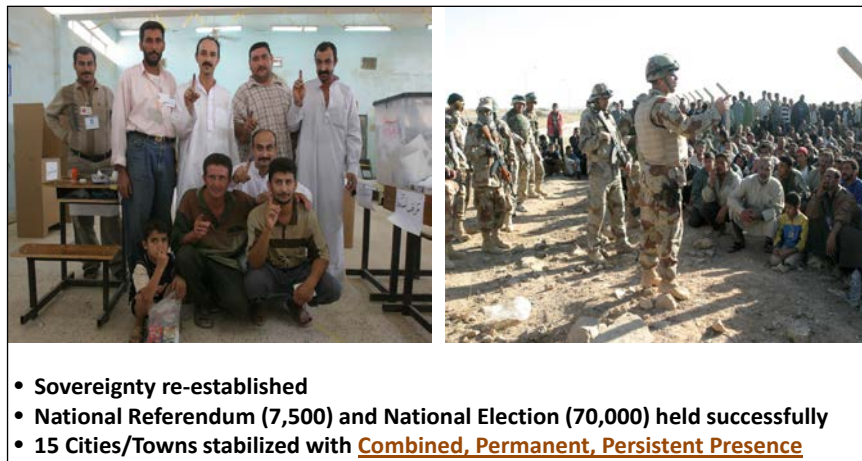 • Sovereignty re-established
• National Referendum (7,500) and National Election (70,000) held successfully
• 15 Cities/Towns stabilized with Combined, Permanent, Persistent Presence